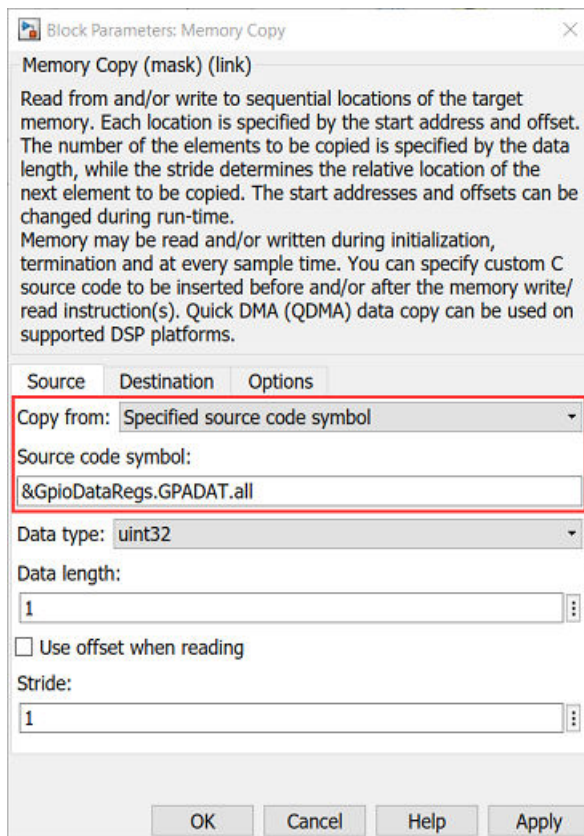 Block Parameters: Memory Copy
Memory Copy (mask) (link)
Read from and/or write to sequential locations of the target
memory. Each location is specified by the start address and offset.
The number of the elements to be copied is specified by the data
length, while the stride determines the relative location of the
next element to be copied. The start addresses and offsets can be
changed during run-time.
Memory may be read and/or written during initialization,
termination and at every sample time. You can specify custom C
source code to be inserted before and/or after the memory write/
read instruction(s). Quick DMA (QDMA) data copy can be used on
supported DSP platforms.
Source Destination Options
Copy from: Specified source code symbol
Source code symbol:
&GpioDataRegs.GPADAT.all
Data type: uint32
Data length:
1
Use offset when reading
Stride:
1
OK Cancel Help Apply